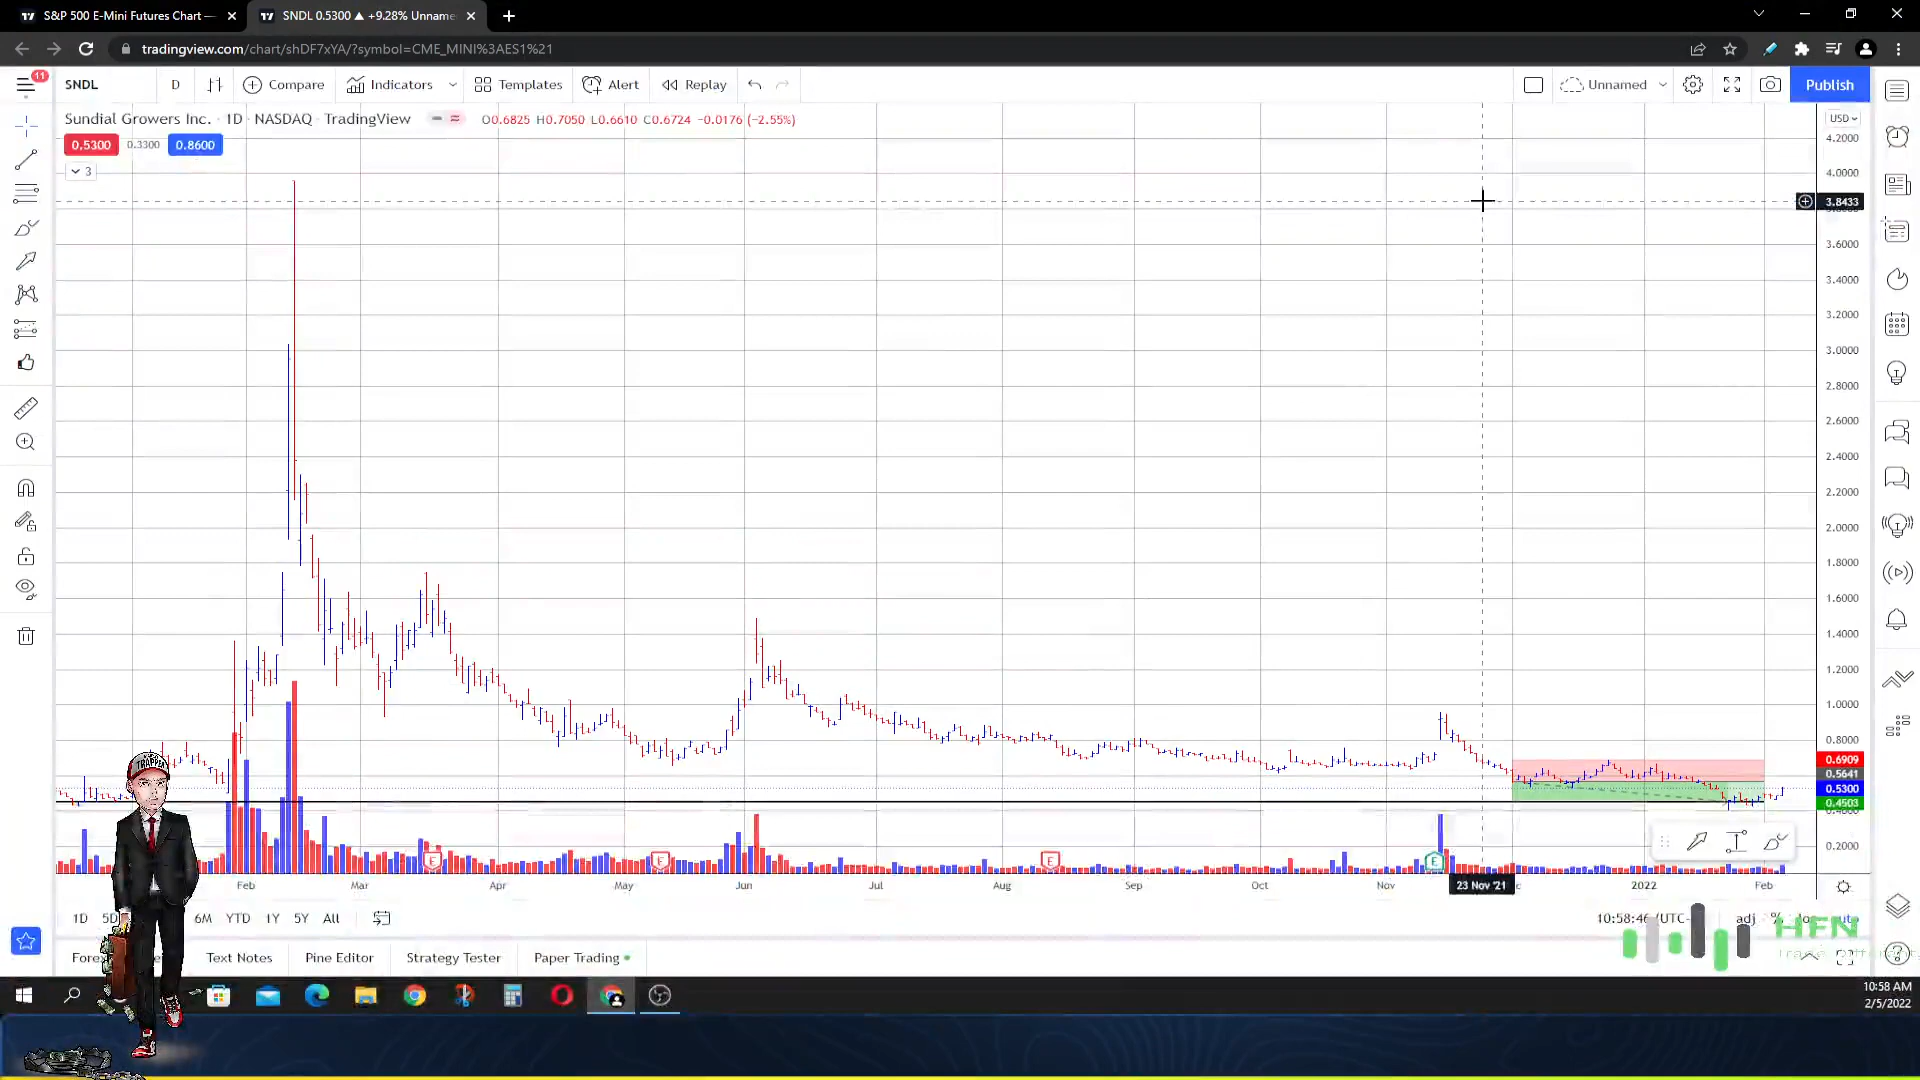 S&P 500 E-Mini Futures Chart —
SNDL 0.5300 ▲ +9.28% Unname
tradingview.com/chart/shDF7xYA/?symbol=CME_MINI%3AES1%21
11
SNDL D Compare Indicators Templates Alert Replay Unnamed Publish
Sundial Growers Inc. · 1D · NASDAQ · TradingView O0.6825 H0.7050 L0.6610 C0.6724 −0.0176 (−2.55%)
USD
0.5300 0.3300 0.8600
3
4.2000
4.0000
3.8433
3.6000
3.4000
3.2000
3.0000
2.8000
2.6000
2.4000
2.2000
2.0000
1.8000
1.6000
1.4000
1.2000
1.0000
0.8000
0.6909
0.5641
0.5300
0.4503
0.2000
E E E E
Feb Mar Apr May Jun Jul Aug Sep Oct Nov 23 Nov '21 2022 Feb
TRAPPER
1D 5D 6M YTD 1Y 5Y All 10:58:46 (UTC- adj %
HFN
Text Notes Pine Editor Strategy Tester Paper Trading
10:58 AM
2/5/2022